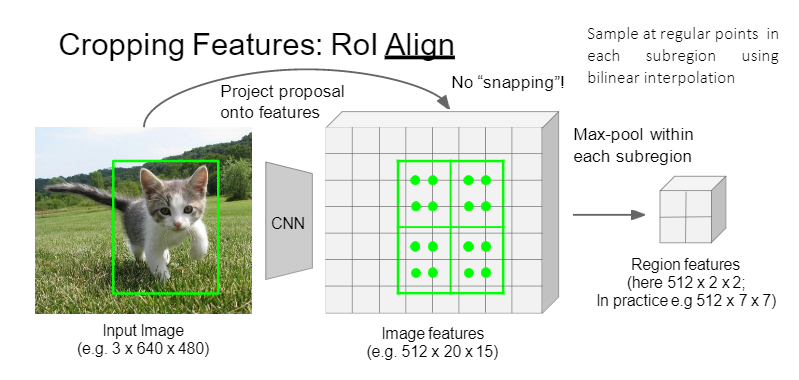 Cropping Features: RoI Align
Sample at regular points in
each subregion using
bilinear interpolation
Project proposal
onto features
No “snapping”!
CNN
Max-pool within
each subregion
Input Image
(e.g. 3 x 640 x 480)
Image features
(e.g. 512 x 20 x 15)
Region features
(here 512 x 2 x 2;
In practice e.g 512 x 7 x 7)